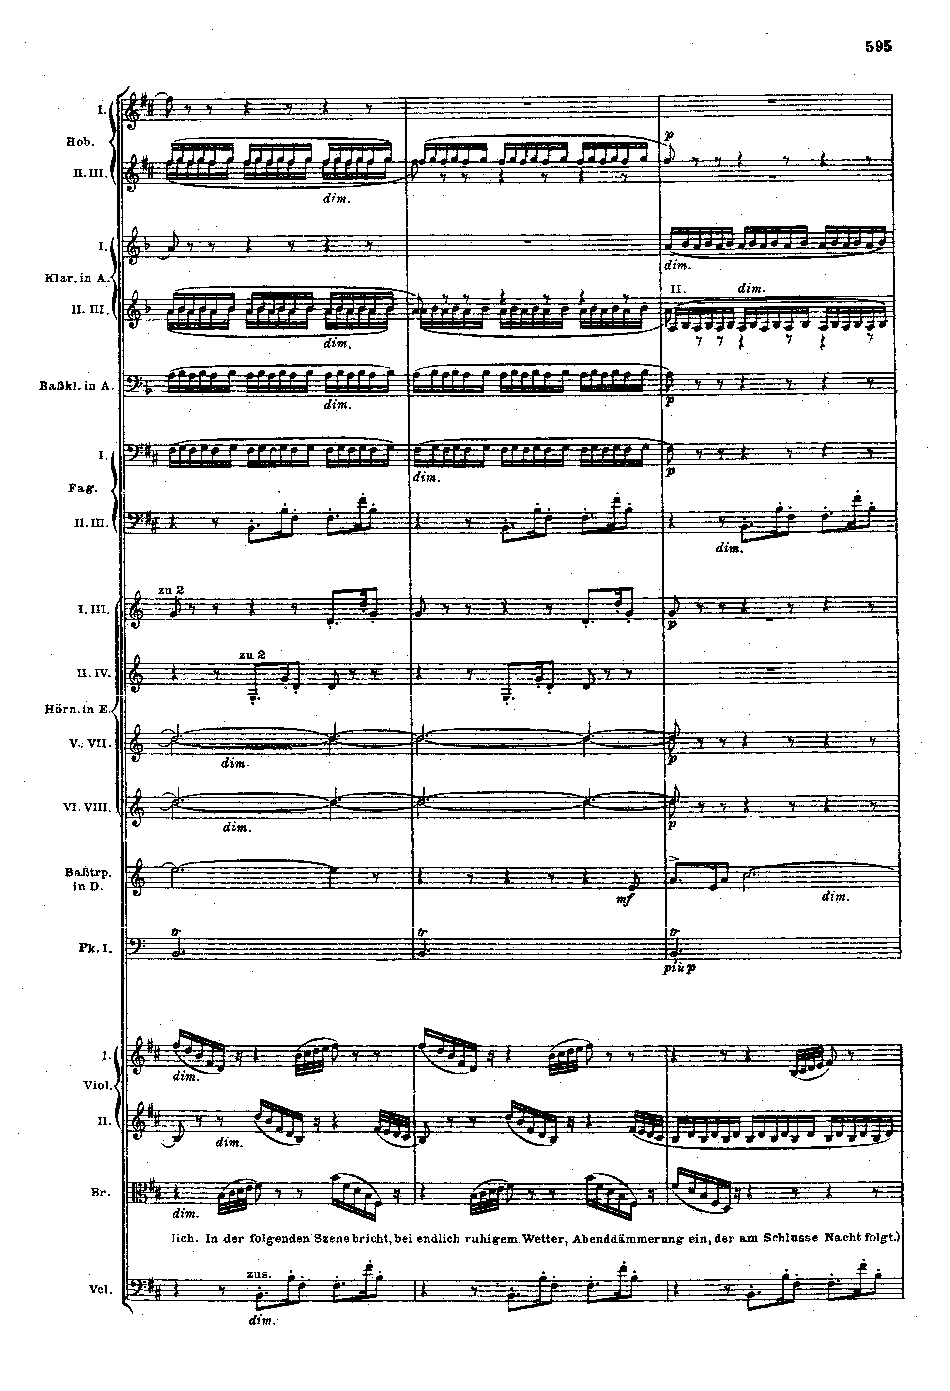 595
I.
Hob.
II. III.
dim.
I.
dim.
Klar. in A.
II. dim.
II. III.
dim.
Baßkl. in A.
dim.
p
I.
dim.
p
Fag.
II. III.
dim.
zu 2
I. III.
p
zu 2
II. IV.
Hörn. in E.
V. VII.
dim.
p
VI. VIII.
dim.
p
Baßtrp.
in D.
mf
dim.
Pk. I.
tr tr tr
più p
I.
dim.
Viol.
II.
dim.
Br.
dim.
lich. In der folgenden Szene bricht, bei endlich ruhigem Wetter, Abenddämmerung ein, der am Schlusse Nacht folgt.)
zus.
Vcl.
dim.
p